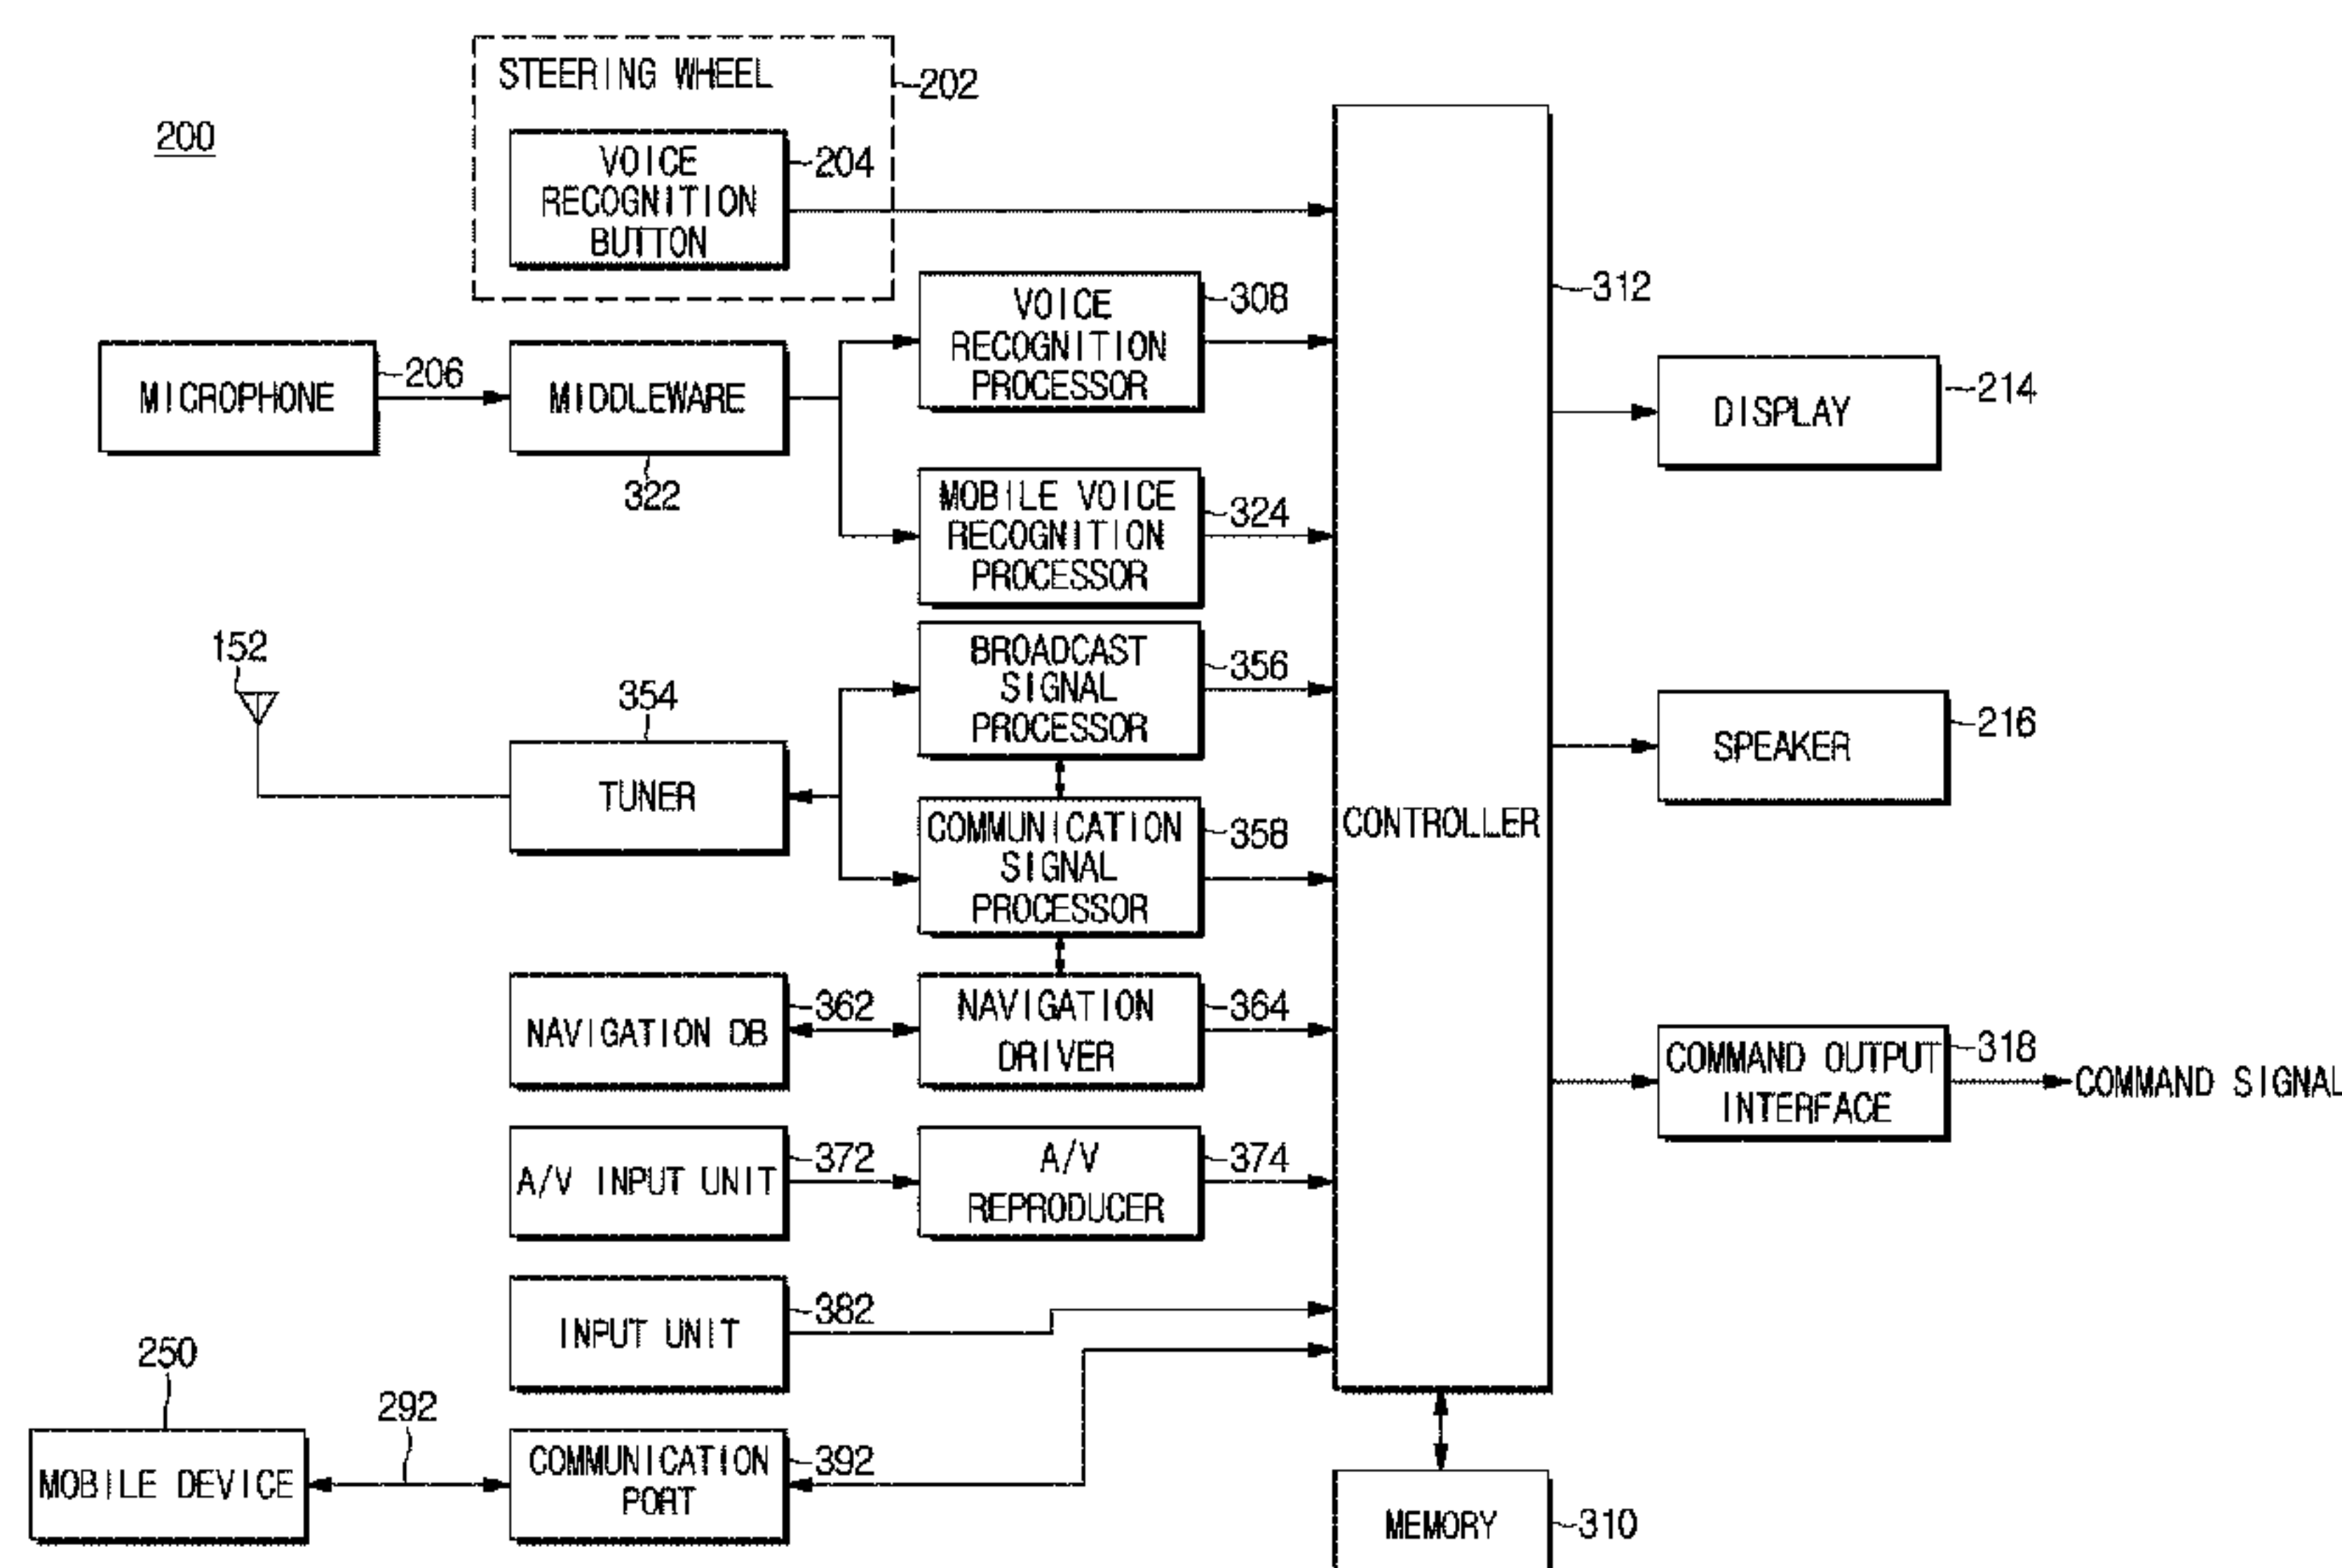 200
STEERING WHEEL
202
VOICE
RECOGNITION
BUTTON
204
312
MICROPHONE
206
MIDDLEWARE
322
VOICE
RECOGNITION
PROCESSOR
308
MOBILE VOICE
RECOGNITION
PROCESSOR
324
DISPLAY
214
152
354
TUNER
BROADCAST
SIGNAL
PROCESSOR
356
COMMUNICATION
SIGNAL
PROCESSOR
358
CONTROLLER
SPEAKER
216
NAVIGATION DB
362
NAVIGATION
DRIVER
364
COMMAND OUTPUT
INTERFACE
318
COMMAND SIGNAL
A/V INPUT UNIT
372
A/V
REPRODUCER
374
INPUT UNIT
382
250
MOBILE DEVICE
292
COMMUNICATION
PORT
392
MEMORY
310